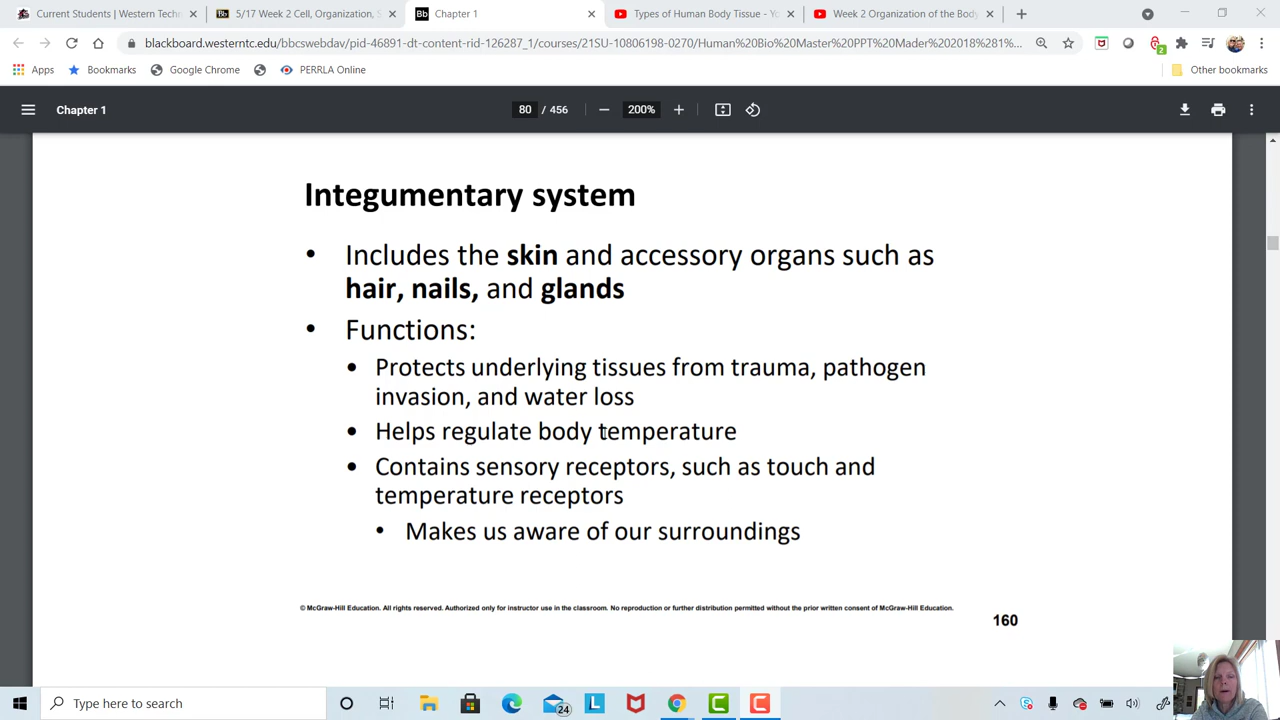 Current Students | Western Techn
Bb
5/17 Week 2 Cell, Organization, S
Bb
Chapter 1
Types of Human Body Tissue - Yo
Week 2 Organization of the Body
blackboard.westerntc.edu/bbcswebdav/pid-46891-dt-content-rid-126287_1/courses/21SU-10806198-0270/Human%20Bio%20Master%20PPT%20Mader%202018%281%...
2
Apps
Bookmarks
Google Chrome
PERRLA Online
Other bookmarks
Chapter 1
80 / 456
200%
Integumentary system
• Includes the skin and accessory organs such as
hair, nails, and glands
• Functions:
• Protects underlying tissues from trauma, pathogen
invasion, and water loss
• Helps regulate body temperature
• Contains sensory receptors, such as touch and
temperature receptors
• Makes us aware of our surroundings
© McGraw-Hill Education. All rights reserved. Authorized only for instructor use in the classroom. No reproduction or further distribution permitted without the prior written consent of McGraw-Hill Education.
160
Type here to search
24
L
C
C